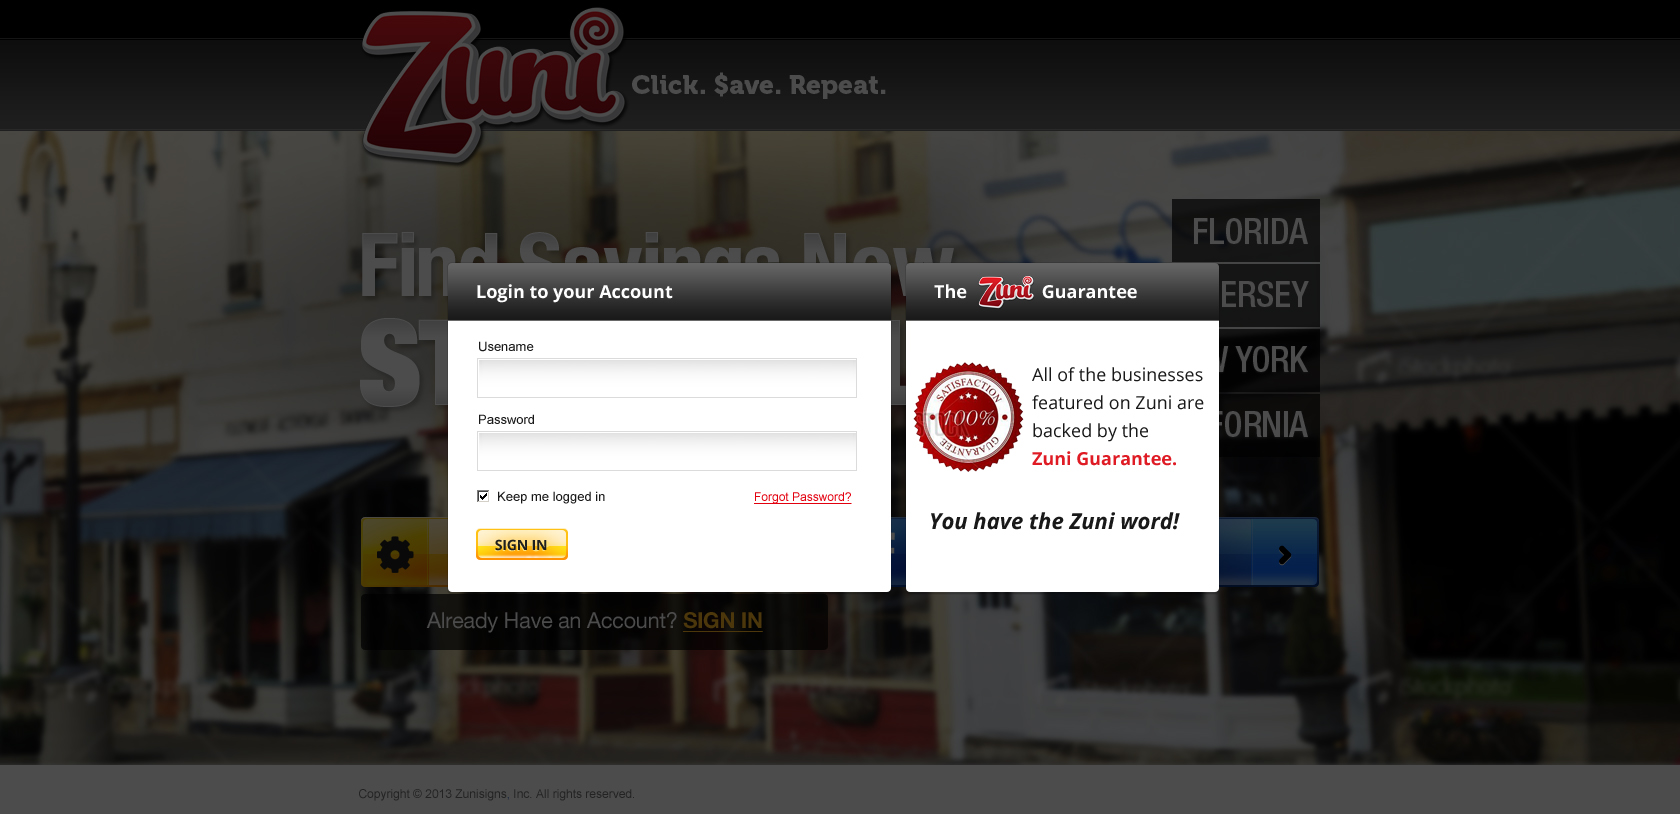 Zuni
Click. $ave. Repeat.
Find Savings Now
ST
FLORIDA
ERSEY
YORK
FORNIA
Login to your Account
Usename
Password
Keep me logged in
Forgot Password?
SIGN IN
The Zuni Guarantee
SATISFACTION
100%
GUARANTEE
All of the businesses
featured on Zuni are
backed by the
Zuni Guarantee.
You have the Zuni word!
Already Have an Account? SIGN IN
iStockphoto
Copyright © 2013 Zunisigns, Inc. All rights reserved.